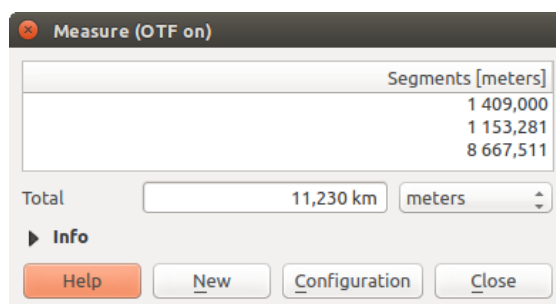 Measure (OTF on)
Segments [meters]
1 409,000
1 153,281
8 667,511
Total 11,230 km meters
Info
Help New Configuration Close